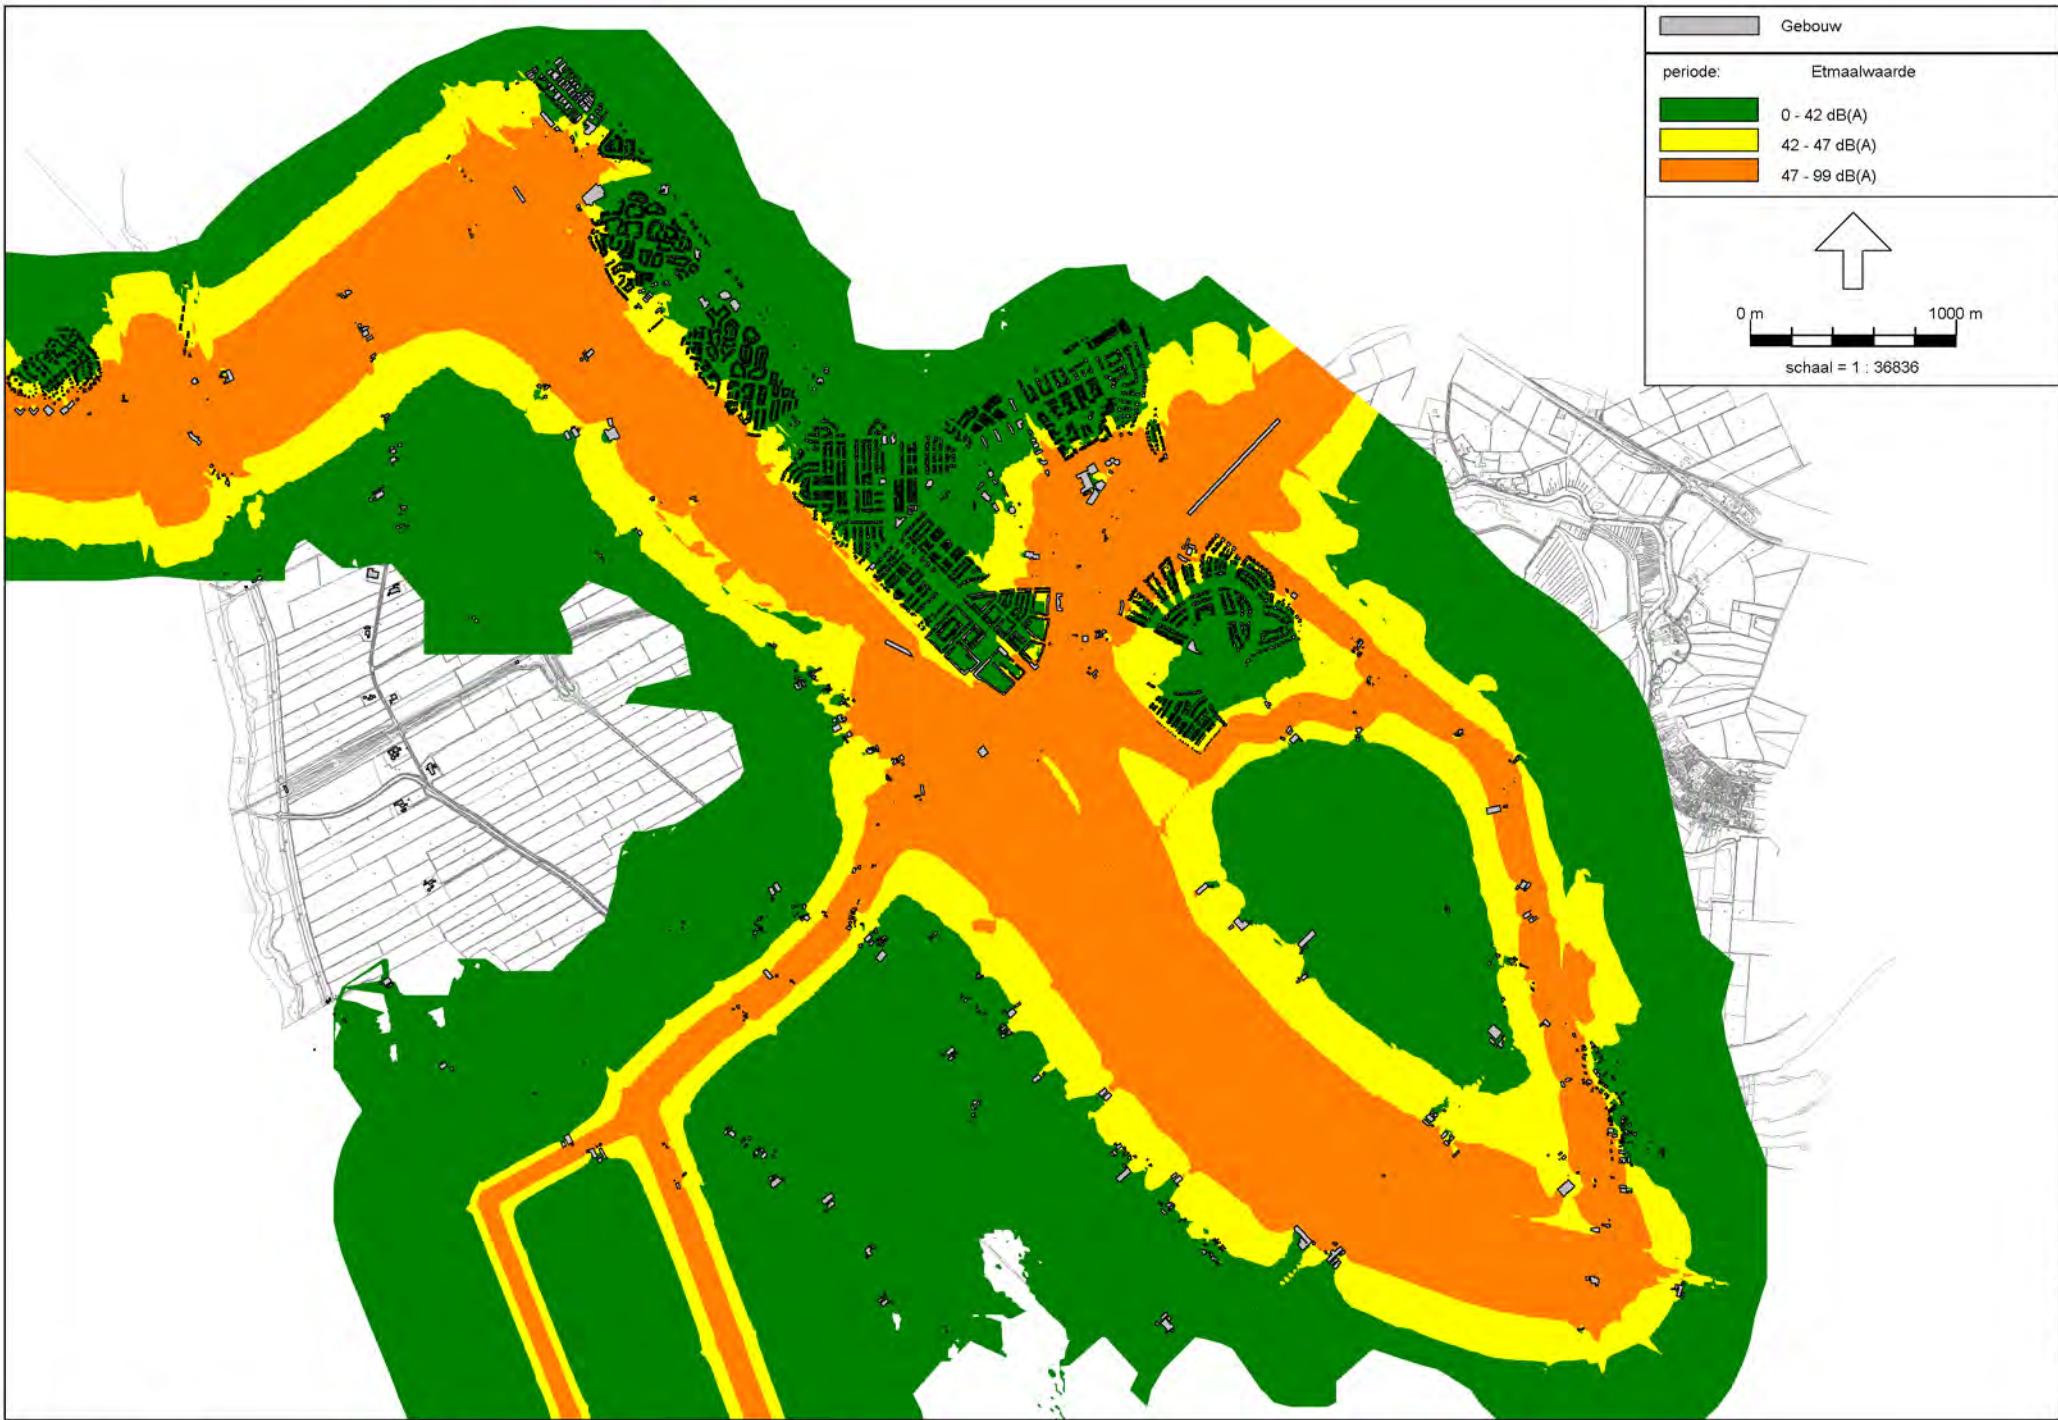 Gebouw
periode: Etmaalwaarde
0 - 42 dB(A)
42 - 47 dB(A)
47 - 99 dB(A)
0 m 1000 m
schaal = 1 : 36836